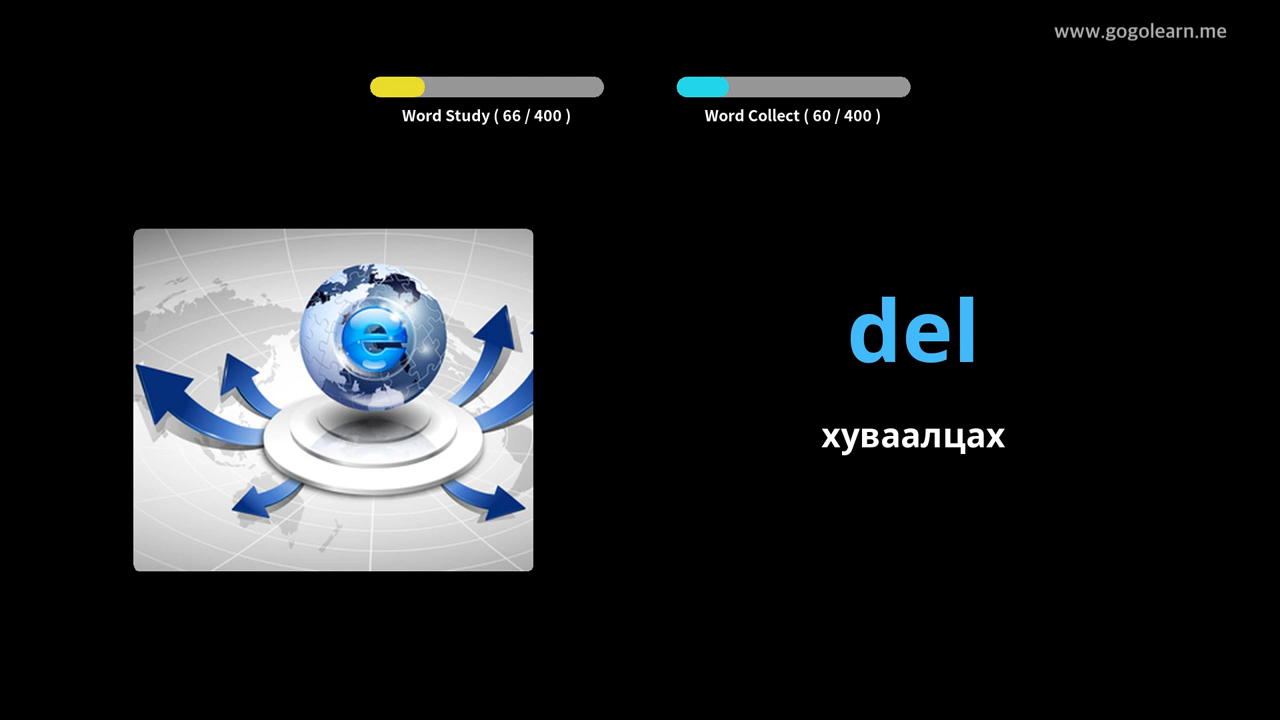 www.gogolearn.me
Word Study ( 66 / 400 )
Word Collect ( 60 / 400 )
e
del
хуваалцах